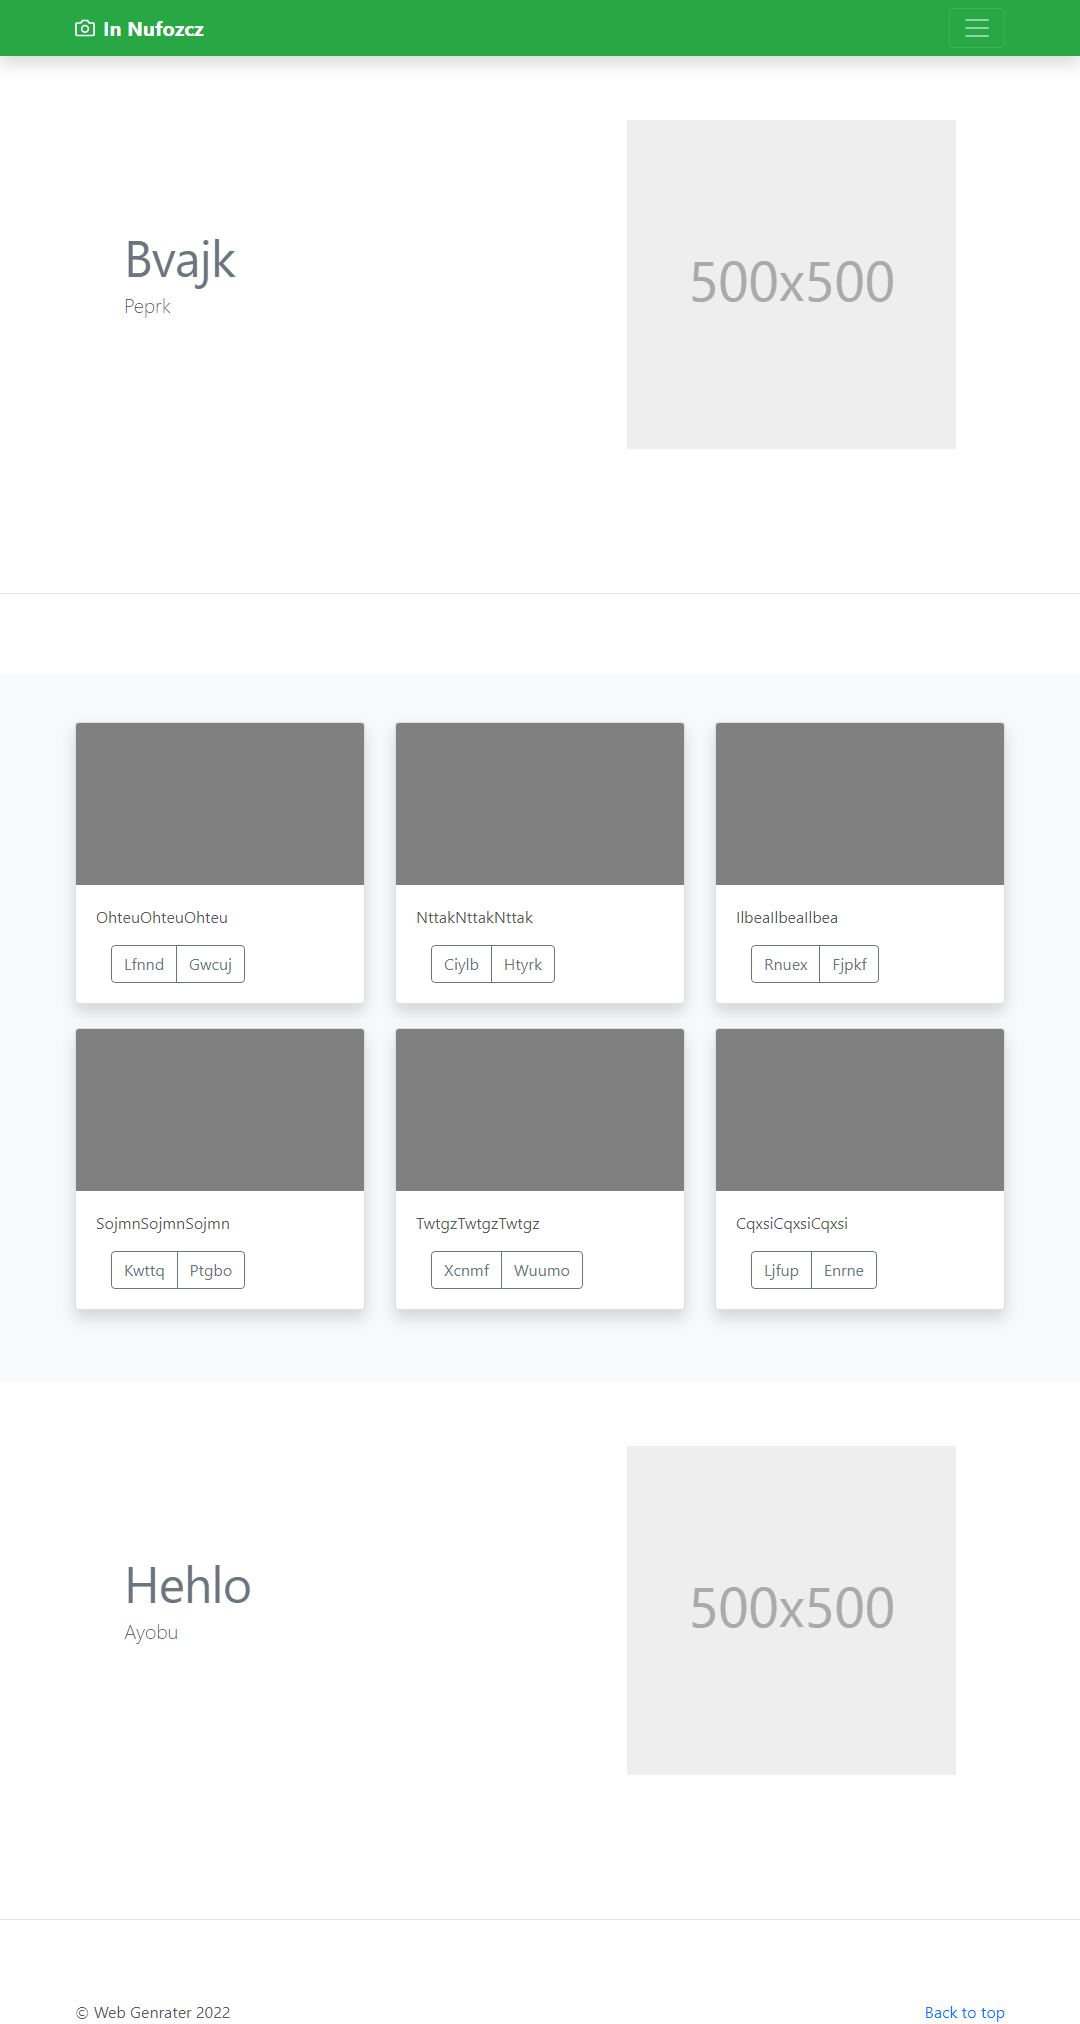 In Nufozcz
Bvajk
Peprk
500x500
OhteuOhteuOhteu
Lfnnd Gwcuj
NttakNttakNttak
Ciylb Htyrk
IlbeaIlbeaIlbea
Rnuex Fjpkf
SojmnSojmnSojmn
Kwttq Ptgbo
TwtgzTwtgzTwtgz
Xcnmf Wuumo
CqxsiCqxsiCqxsi
Ljfup Enrne
Hehlo
Ayobu
500x500
© Web Genrater 2022
Back to top